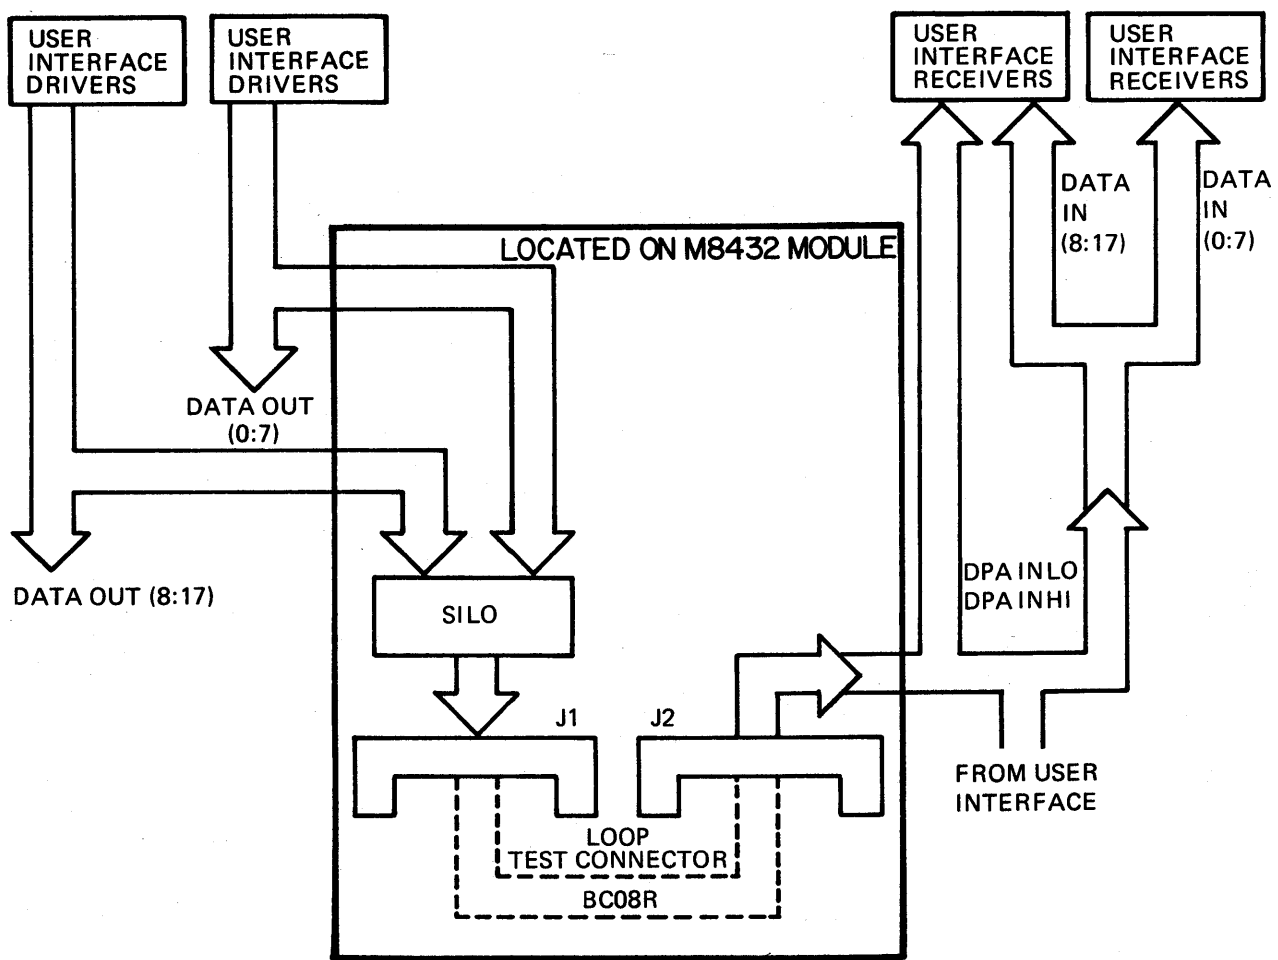 USER
INTERFACE
DRIVERS
USER
INTERFACE
DRIVERS
USER
INTERFACE
RECEIVERS
USER
INTERFACE
RECEIVERS
DATA
IN
(8:17)
DATA
IN
(0:7)
LOCATED ON M8432 MODULE
DATA OUT
(0:7)
DATA OUT (8:17)
SILO
DPA IN LO
DPA IN HI
J1
J2
FROM USER
INTERFACE
LOOP
TEST CONNECTOR
BC08R